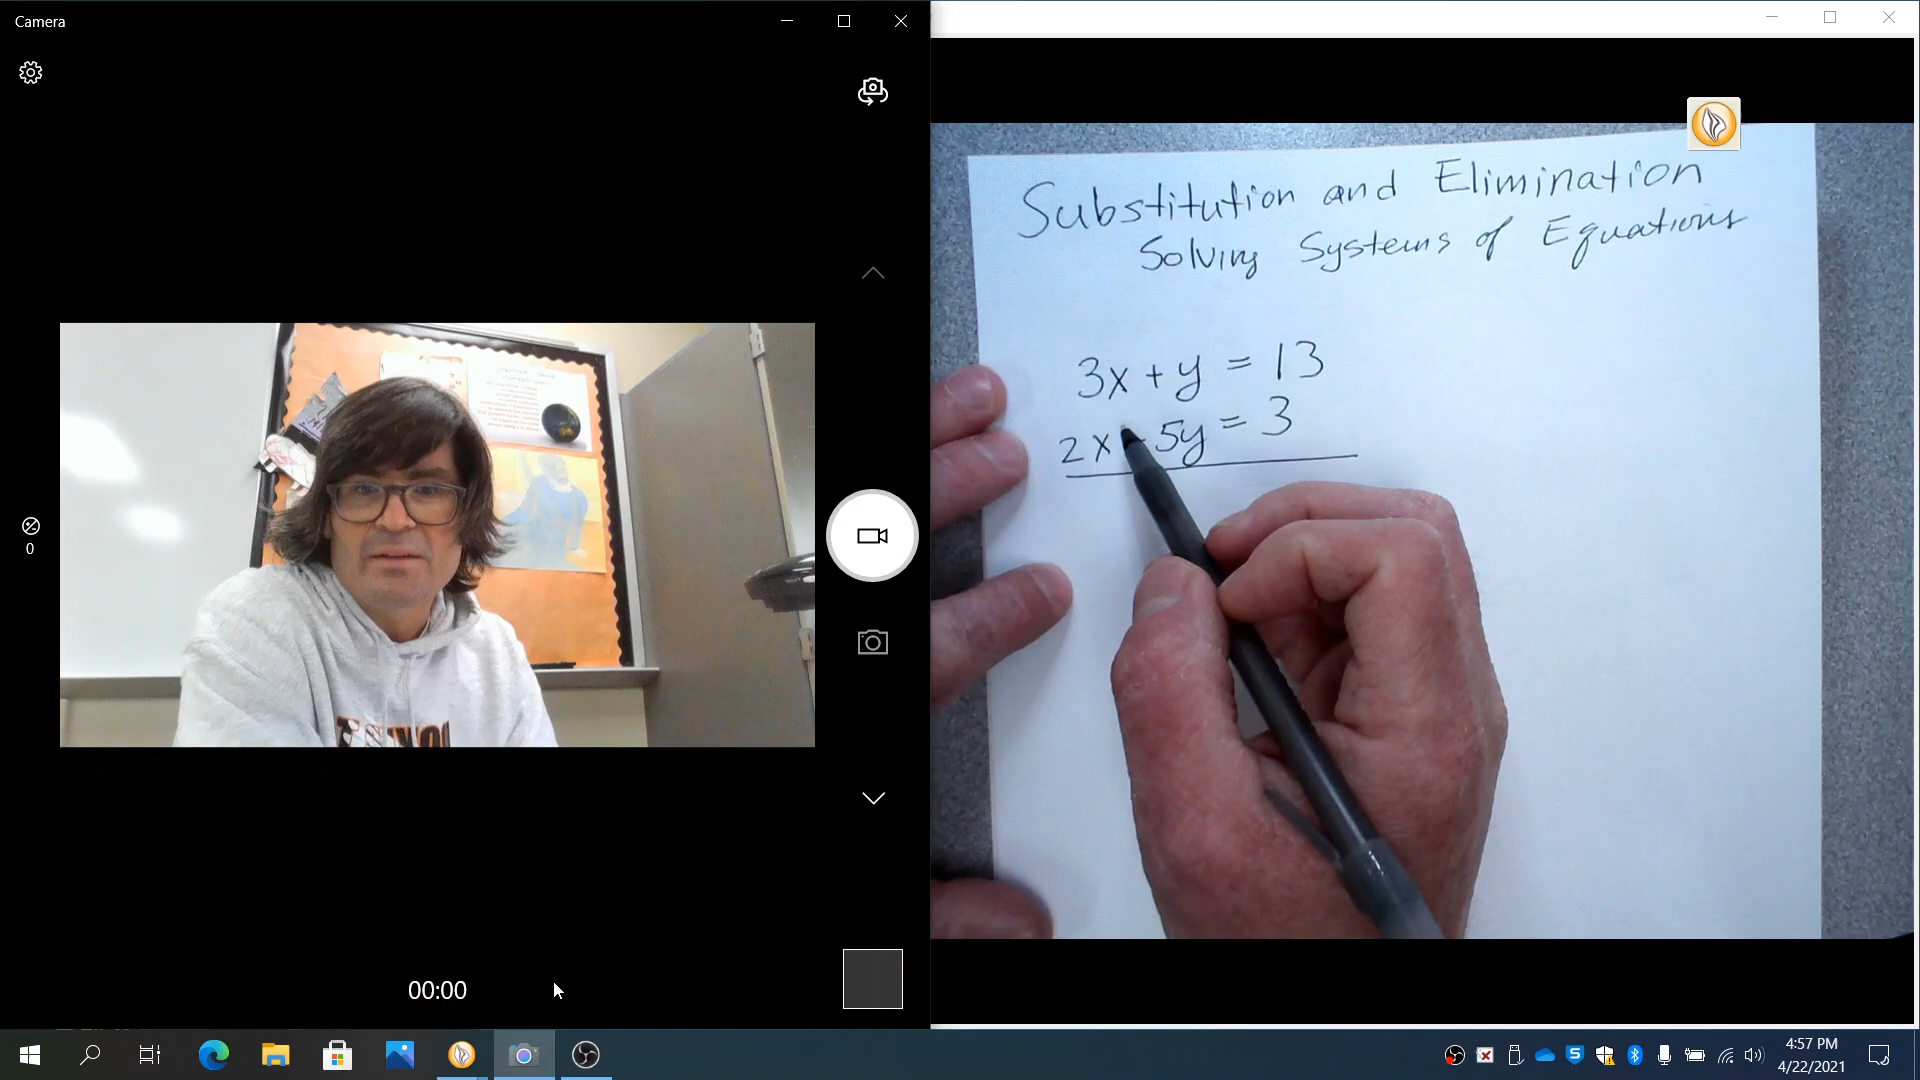 Camera
0
00:00
Substitution and Elimination
Solving Systems of Equations
3x + y = 13
2x - 5y = 3
4:57 PM
4/22/2021